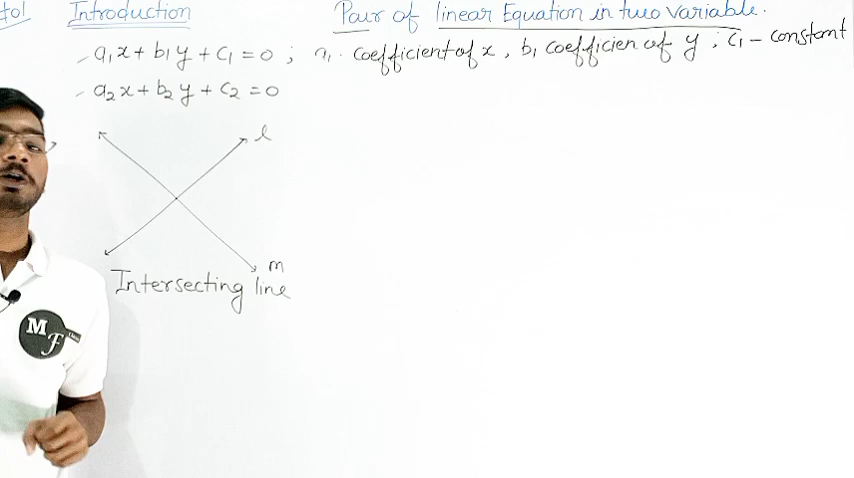 Introduction
Pair of linear Equation in two variable.
a₁x + b₁y + c₁ = 0 ; a₁. coefficient of x , b₁ coefficien of y ; c₁ - constant
a₂x + b₂y + c₂ = 0
l
m
Intersecting line
MF